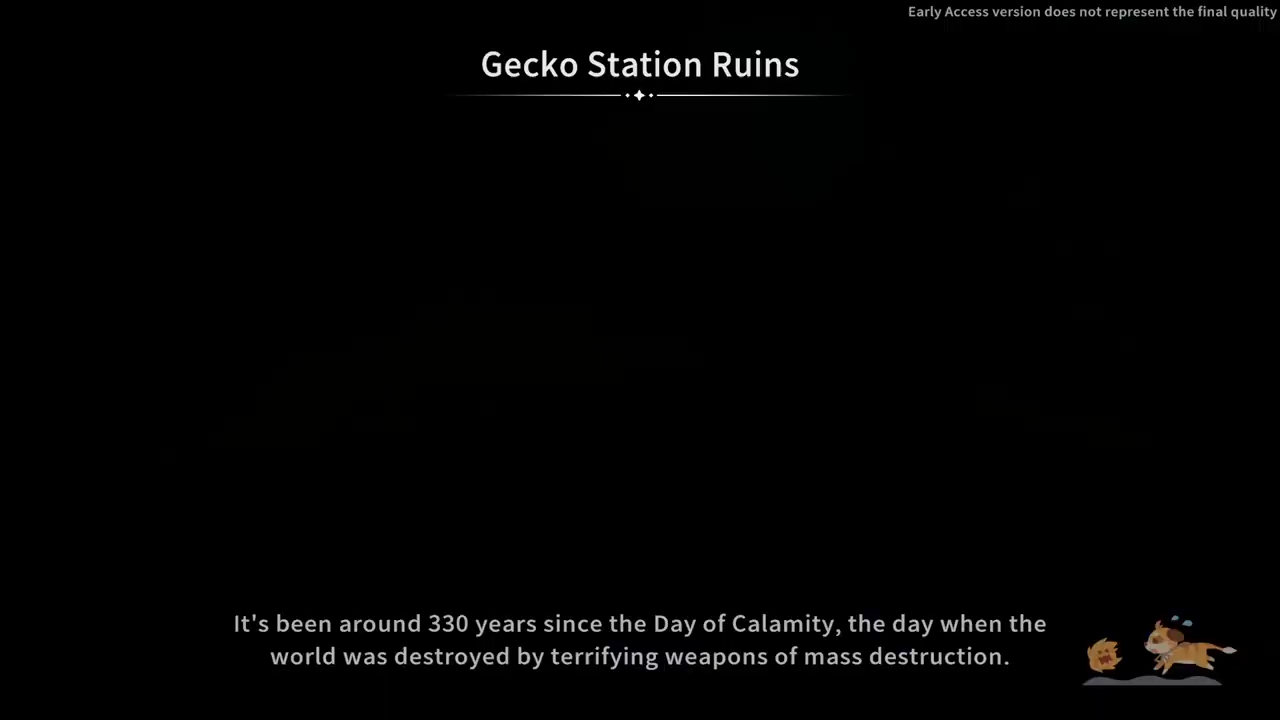 Early Access version does not represent the final quality
Gecko Station Ruins
It's been around 330 years since the Day of Calamity, the day when the
world was destroyed by terrifying weapons of mass destruction.